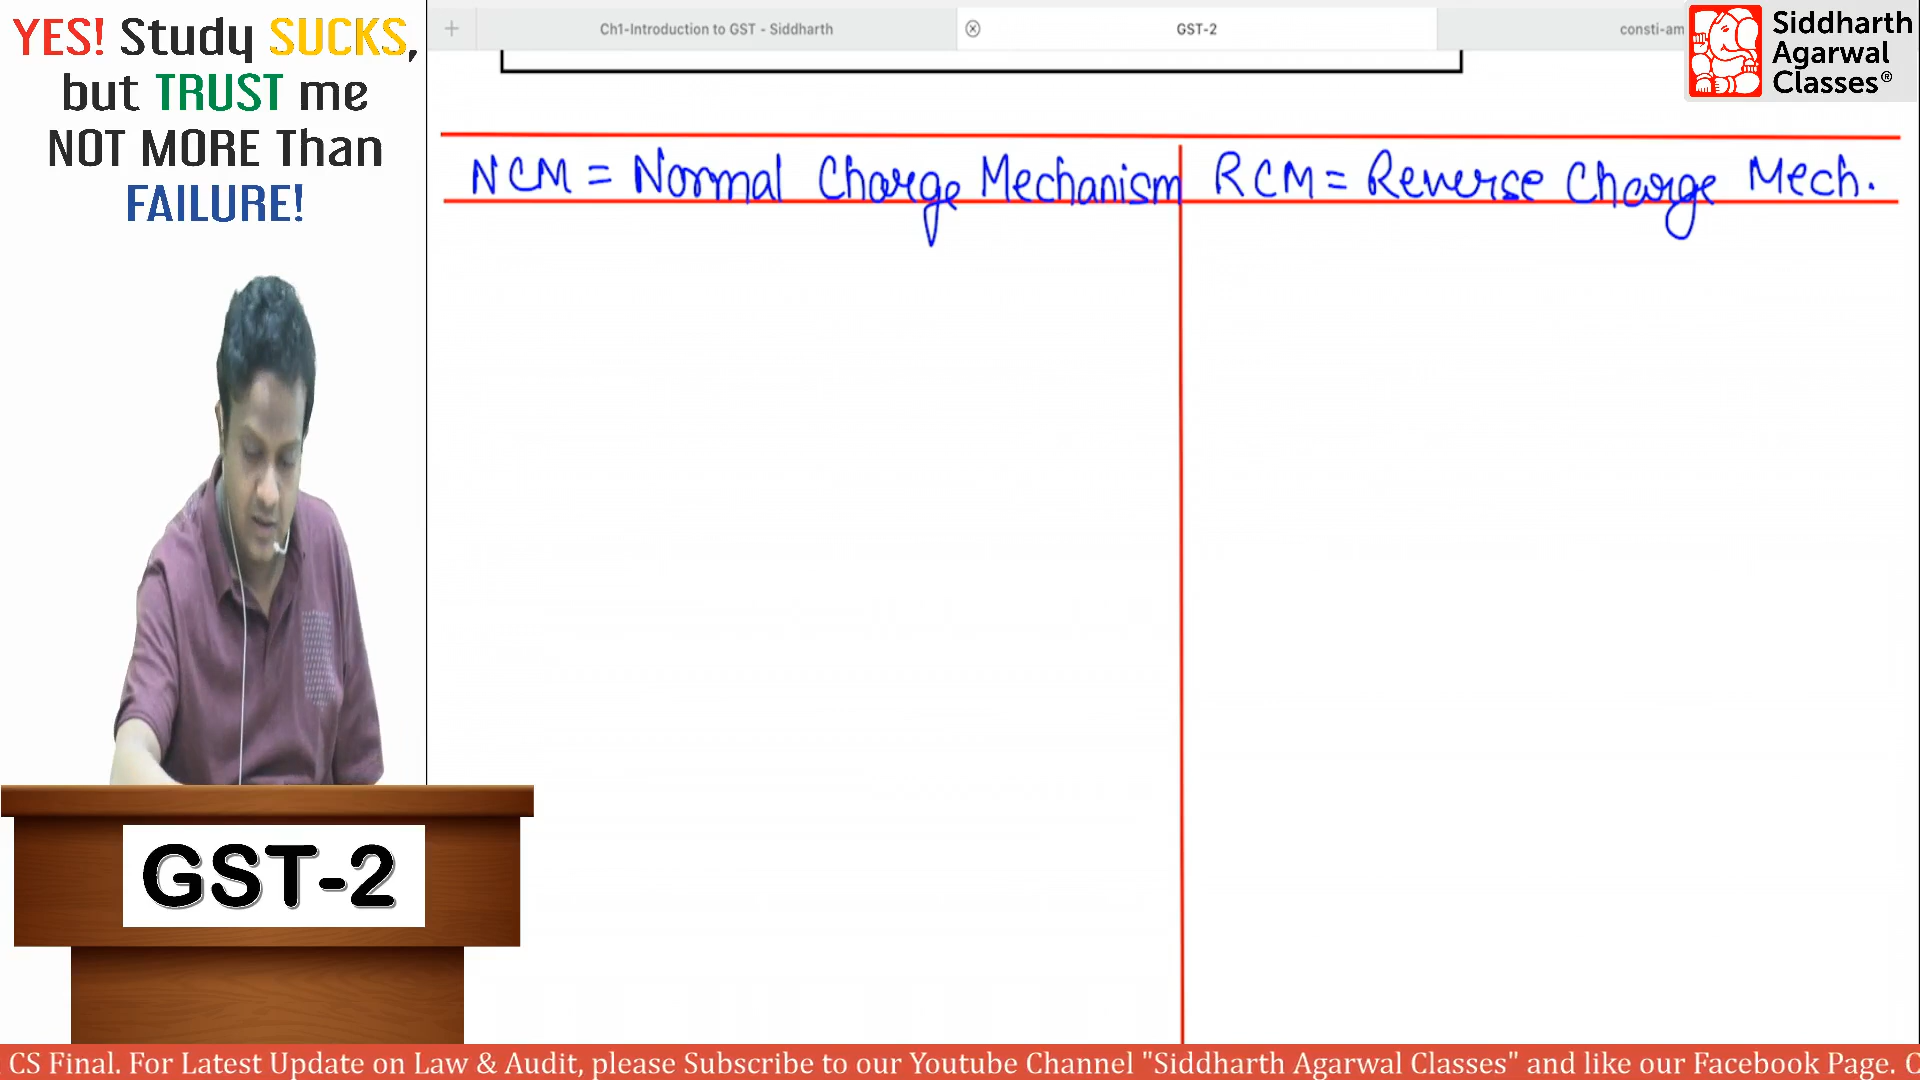 YES! Study SUCKS,
but TRUST me
NOT MORE Than
FAILURE!
+ Ch1-Introduction to GST - Siddharth GST-2 consti-am
Siddharth
Agarwal
Classes®
NCM = Normal Charge Mechanism
RCM = Reverse Charge Mech.
GST-2
CS Final. For Latest Update on Law & Audit, please Subscribe to our Youtube Channel "Siddharth Agarwal Classes" and like our Facebook Page.